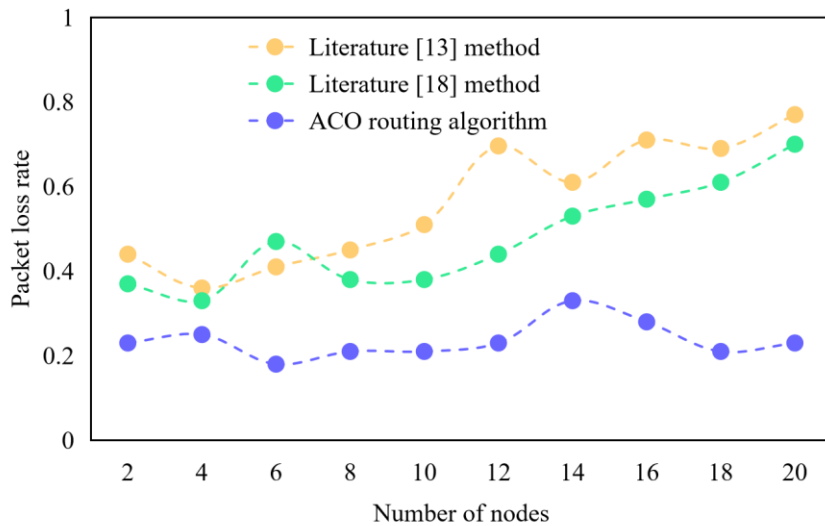 1
0.8
0.6
0.4
0.2
0
Packet loss rate
Literature [13] method
Literature [18] method
ACO routing algorithm
2 4 6 8 10 12 14 16 18 20
Number of nodes